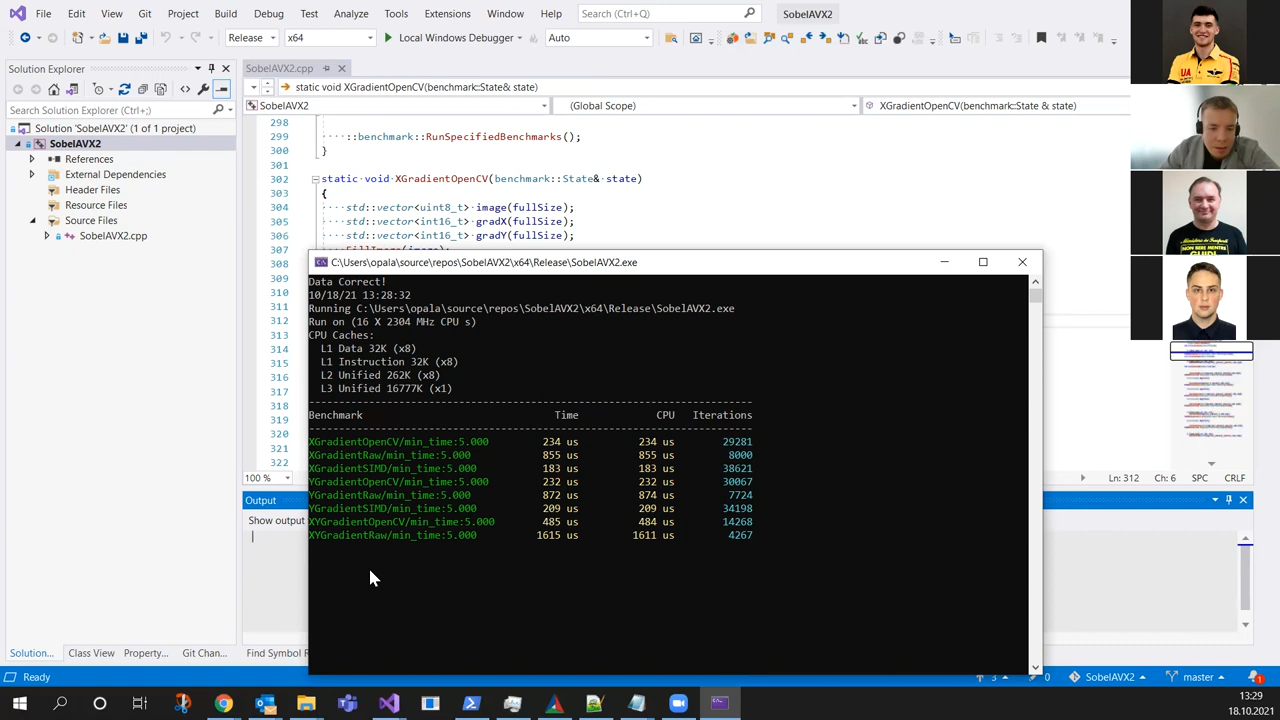 File Edit View Git Project Build Debug Test Analyze Tools Extensions Window Help Search (Ctrl+Q) SobelAVX2
Release x64 Local Windows Debugger Auto
Solution Explorer
SobelAVX2.cpp
static void XGradientOpenCV(benchmark::State& state)
Search Solution Explorer (Ctrl+;)
SobelAVX2 (Global Scope) XGradientOpenCV(benchmark::State & state)
Solution 'SobelAVX2' (1 of 1 project)
SobelAVX2
References
External Dependencies
Header Files
Resource Files
Source Files
SobelAVX2.cpp
298
299 ::benchmark::RunSpecifiedBenchmarks();
300 }
301
302 static void XGradientOpenCV(benchmark::State& state)
303 {
304 std::vector<uint8_t> image(fullSize);
305 std::vector<int16_t> gradX(fullSize);
306 std::vector<int16_t> gradY(fullSize);
307
308
309
310
311
312
313
314
315
316
317
318
319
320
321
322
Data Correct!
10/18/21 13:28:32
Running C:\Users\opala\source\repos\SobelAVX2\x64\Release\SobelAVX2.exe
Run on (16 X 2304 MHz CPU s)
CPU Caches:
L1 Data 32K (x8)
L1 Instruction 32K (x8)
L2 Unified 262K (x8)
L3 Unified 16777K (x1)
Benchmark Time CPU Iterations
XGradientOpenCV/min_time:5.000 234 us 234 us 29281
XGradientRaw/min_time:5.000 855 us 855 us 8000
XGradientSIMD/min_time:5.000 183 us 183 us 38621
YGradientOpenCV/min_time:5.000 232 us 232 us 30067
YGradientRaw/min_time:5.000 872 us 874 us 7724
YGradientSIMD/min_time:5.000 209 us 209 us 34198
XYGradientOpenCV/min_time:5.000 485 us 484 us 14268
XYGradientRaw/min_time:5.000 1615 us 1611 us 4267
100 % Ln: 312 Ch: 6 SPC CRLF
Output
Show output
Solution... Class View Property... Git Chan...
Find Symbol
Ready 3 0 SobelAVX2 master 1
13:29
18.10.2021
UA
NON BERE MENTRE
GUIDI